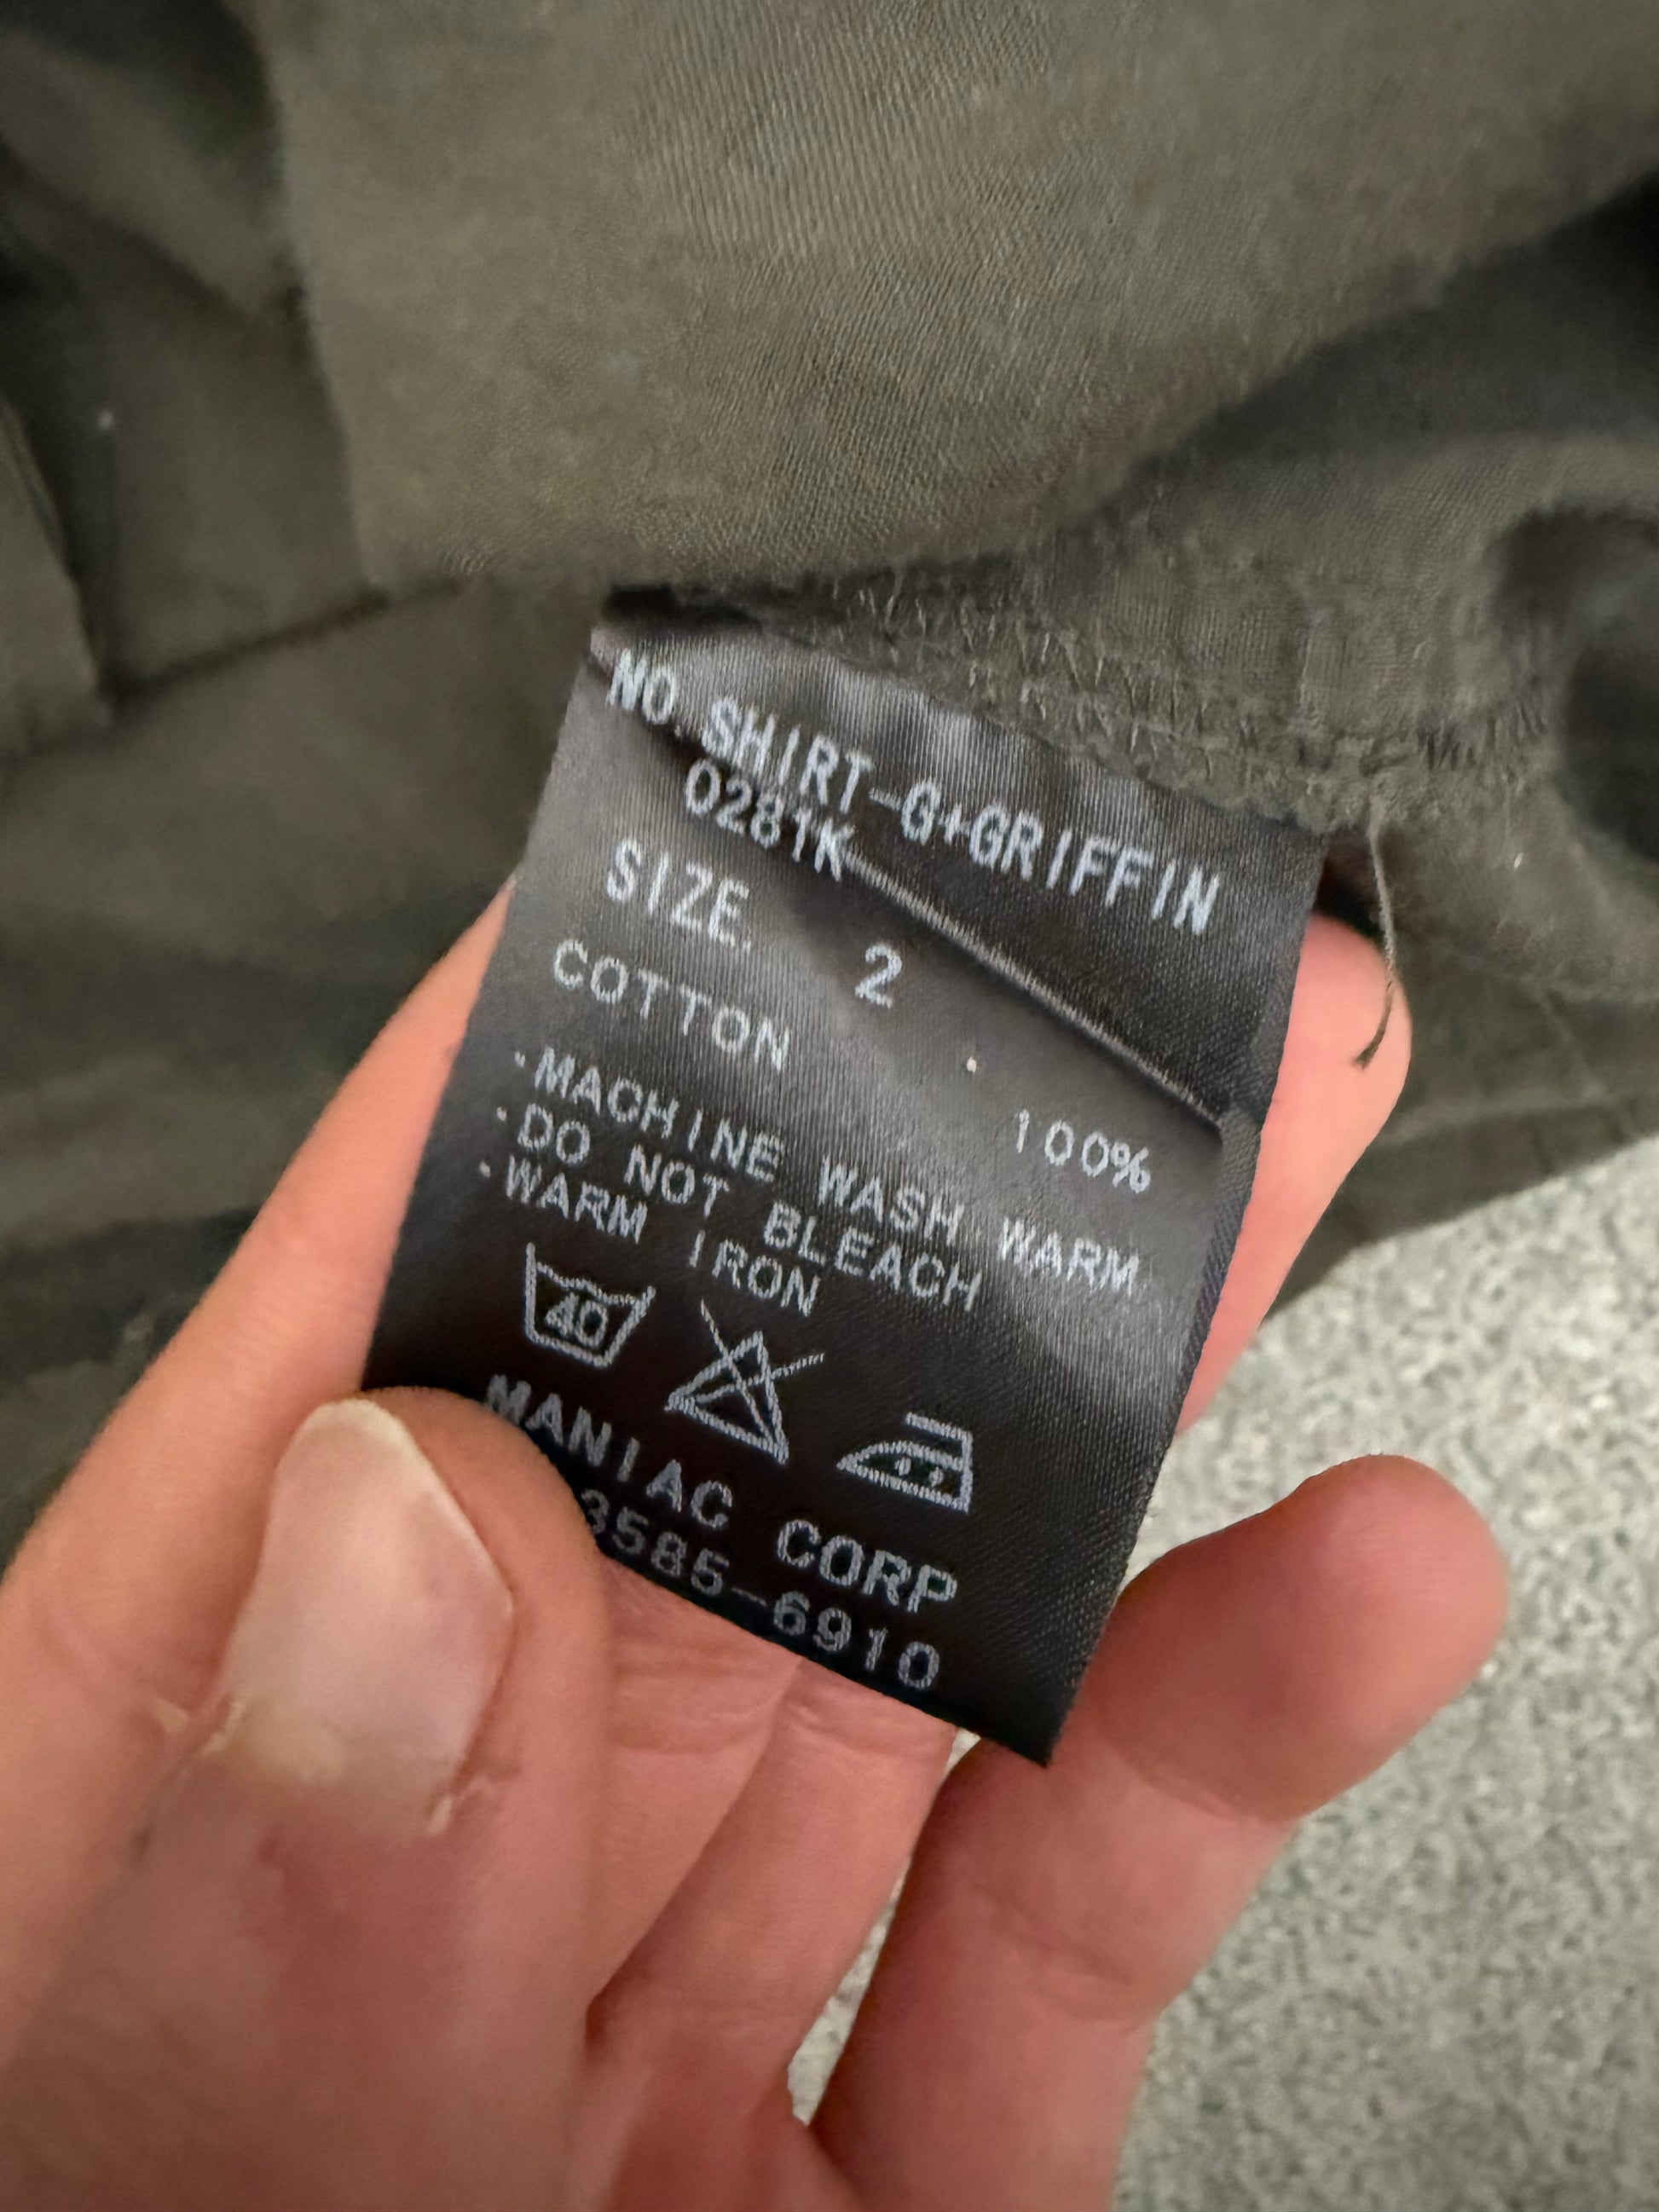 NO. SHIRT-G+GRIFFIN
0281K
SIZE. 2
COTTON 100%
·MACHINE WASH WARM
·DO NOT BLEACH
·WARM IRON
40
MANIAC CORP
3585-6910